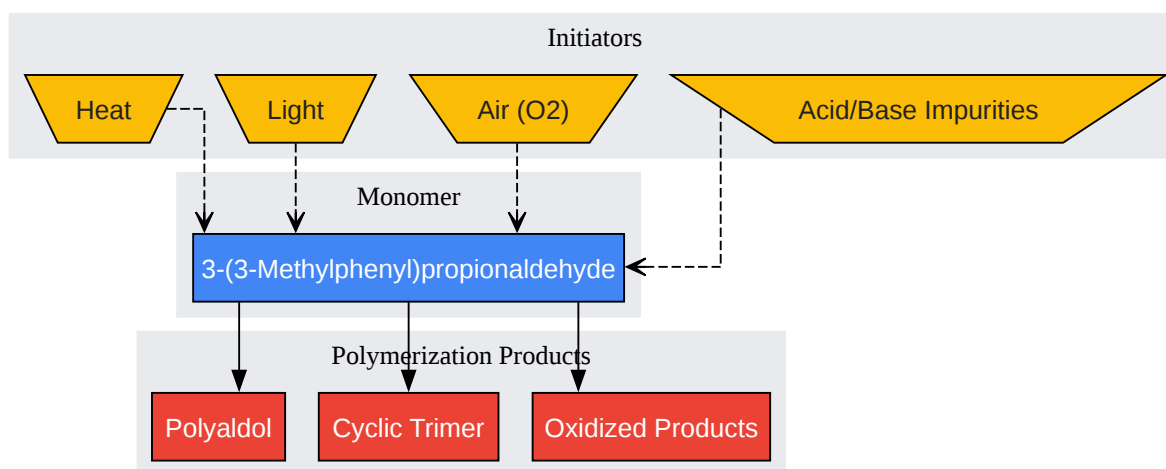 Initiators
Heat
Light
Air (O2)
Acid/Base Impurities
Monomer
3-(3-Methylphenyl)propionaldehyde
Polymerization Products
Polyaldol
Cyclic Trimer
Oxidized Products